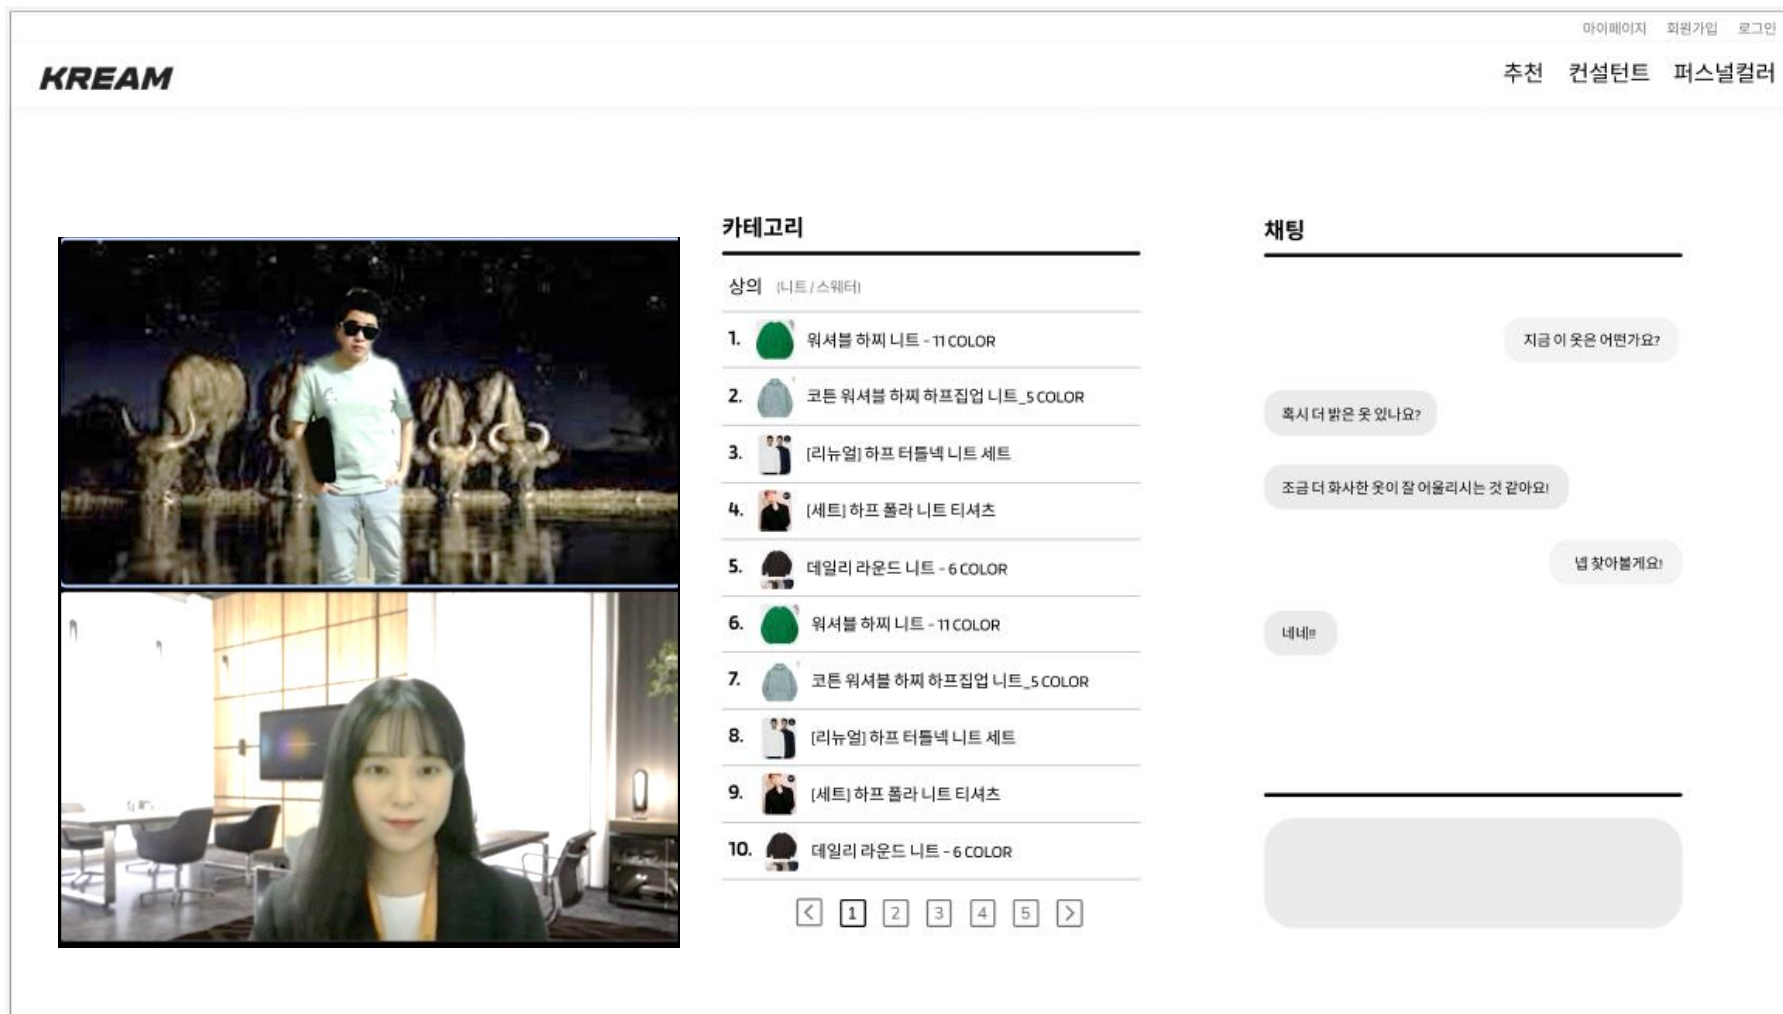 마이페이지 회원가입 로그인
KREAM
추천 컨설턴트 퍼스널컬러
카테고리
상의 (니트 / 스웨터)
1. 워셔블 하찌 니트 - 11 COLOR
2. 코튼 워셔블 하찌 하프집업 니트_5 COLOR
3. [리뉴얼] 하프 터틀넥 니트 세트
4. [세트] 하프 폴라 니트 티셔츠
5. 데일리 라운드 니트 - 6 COLOR
6. 워셔블 하찌 니트 - 11 COLOR
7. 코튼 워셔블 하찌 하프집업 니트_5 COLOR
8. [리뉴얼] 하프 터틀넥 니트 세트
9. [세트] 하프 폴라 니트 티셔츠
10. 데일리 라운드 니트 - 6 COLOR
< 1 2 3 4 5 >
채팅
지금 이 옷은 어떤가요?
혹시 더 밝은 옷 있나요?
조금 더 화사한 옷이 잘 어울리시는 것 같아요!
넵 찾아볼게요!
네네!!!